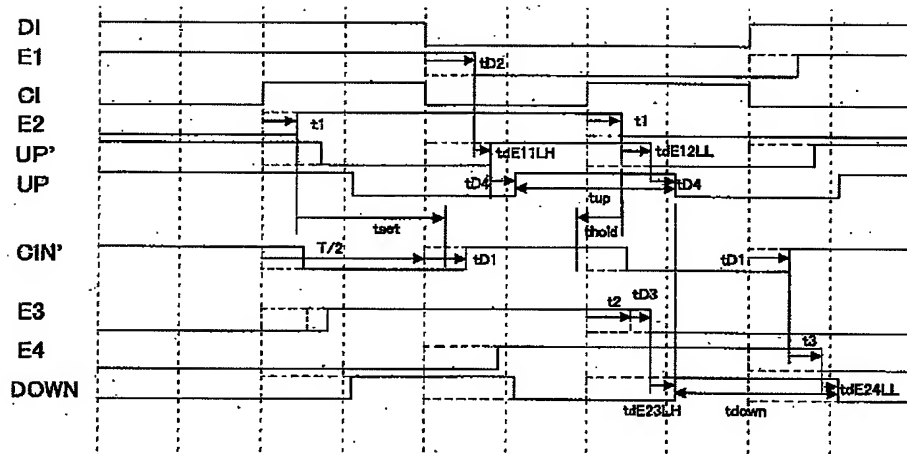 DI
E1
tD2
CI
E2
t1
t1
UP'
tdE11LH
tdE12LL
UP
tD4
tup
tD4
tset
thold
CIN'
T/2
tD1
tD1
E3
t2
tD3
E4
t3
DOWN
tdE23LH
tdown
tdE24LL